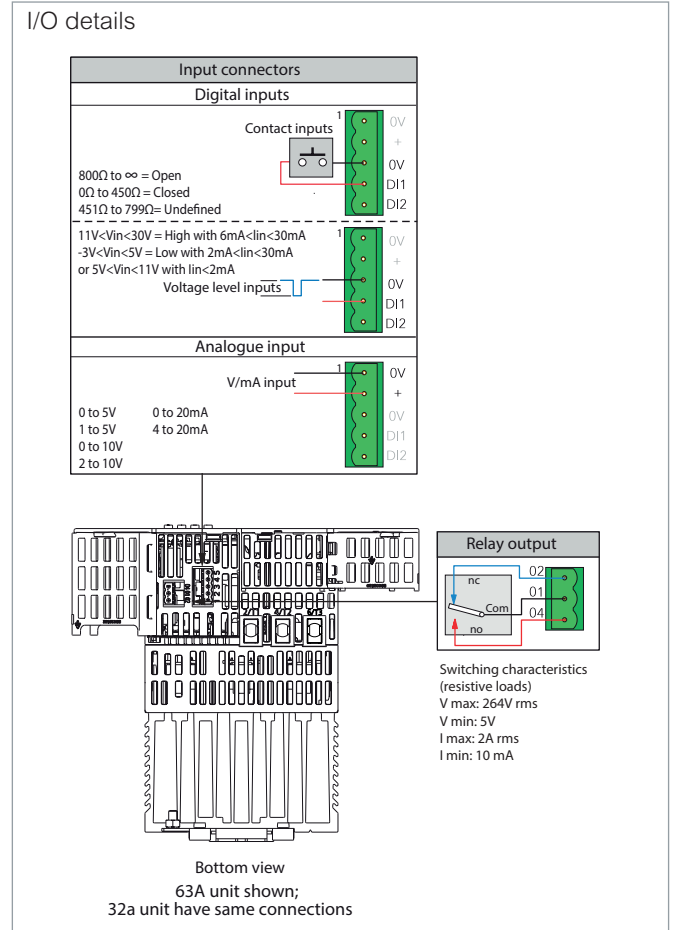 I/O details
Input connectors
Digital inputs
Contact inputs
1
0V
+
0V
DI1
DI2
800Ω to ∞ = Open
0Ω to 450Ω = Closed
451Ω to 799Ω= Undefined
11V<Vin<30V = High with 6mA<Iin<30mA
-3V<Vin<5V = Low with 2mA<Iin<30mA
or 5V<Vin<11V with Iin<2mA
Voltage level inputs
1
0V
+
0V
DI1
DI2
Analogue input
V/mA input
1
0V
+
0V
DI1
DI2
0 to 5V 0 to 20mA
1 to 5V 4 to 20mA
0 to 10V
2 to 10V
2/T1 4/T2 6/T3
Relay output
nc
Com
no
02
01
04
Switching characteristics
(resistive loads)
V max: 264V rms
V min: 5V
I max: 2A rms
I min: 10 mA
Bottom view
63A unit shown;
32a unit have same connections